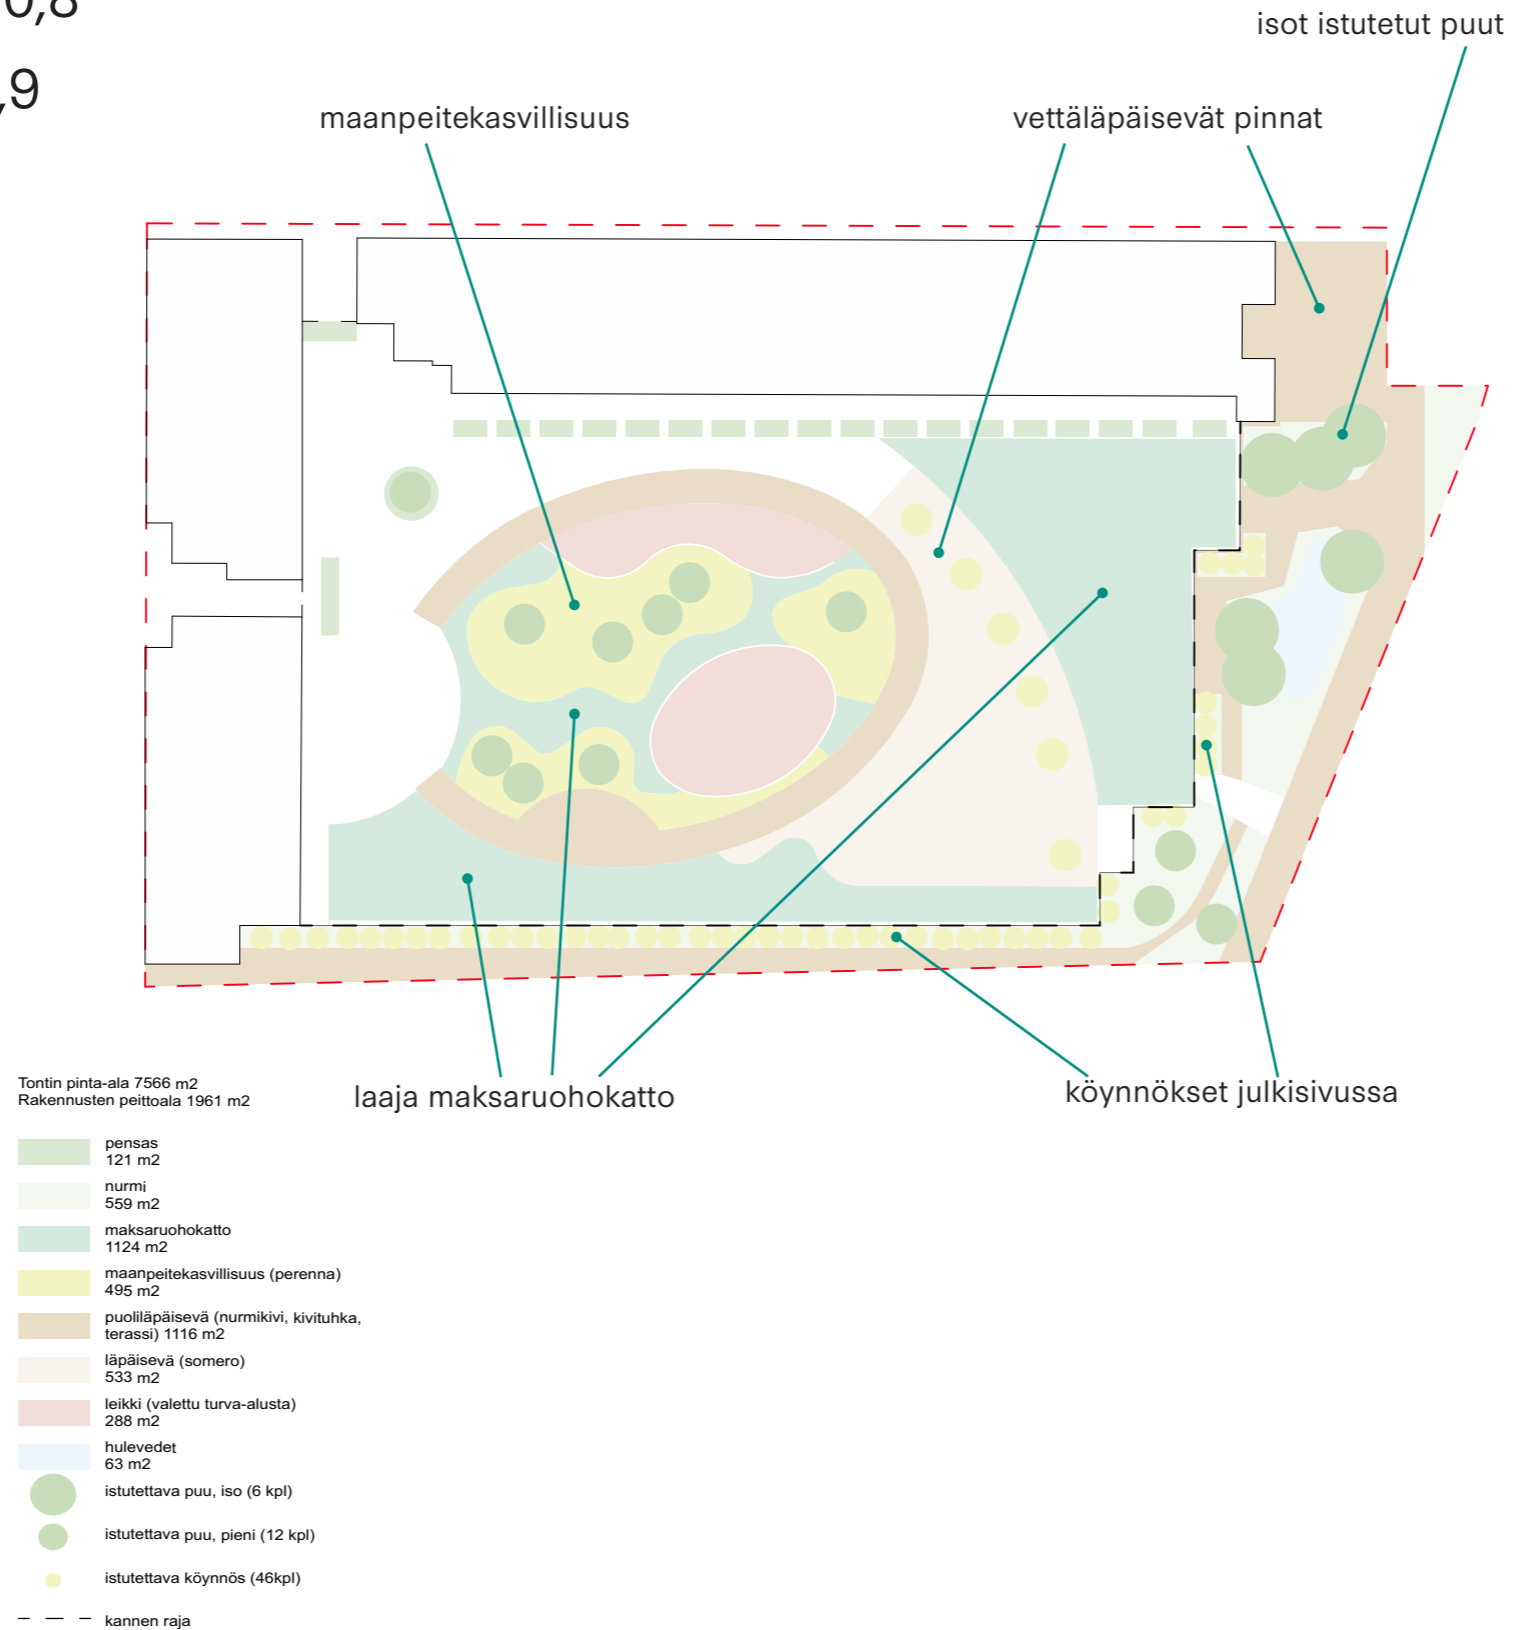 0,8
,9
isot istutetut puut
maanpeitekasvillisuus
vettäläpäisevät pinnat
laaja maksaruohokatto
köynnökset julkisivussa
Tontin pinta-ala 7566 m2
Rakennusten peittoala 1961 m2
pensas
121 m2
nurmi
559 m2
maksaruohokatto
1124 m2
maanpeitekasvillisuus (perenna)
495 m2
puoliläpäisevä (nurmikivi, kivituhka,
terassi) 1116 m2
läpäisevä (somero)
533 m2
leikki (valettu turva-alusta)
288 m2
hulevedet
63 m2
istutettava puu, iso (6 kpl)
istutettava puu, pieni (12 kpl)
istutettava köynnös (46kpl)
kannen raja